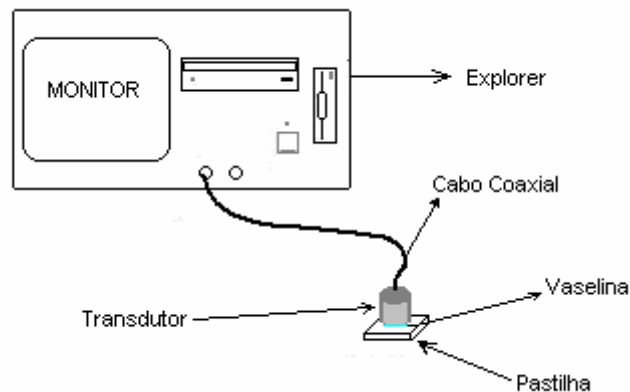 MONITOR
Explorer
Cabo Coaxial
Vaselina
Transdutor
Pastilha